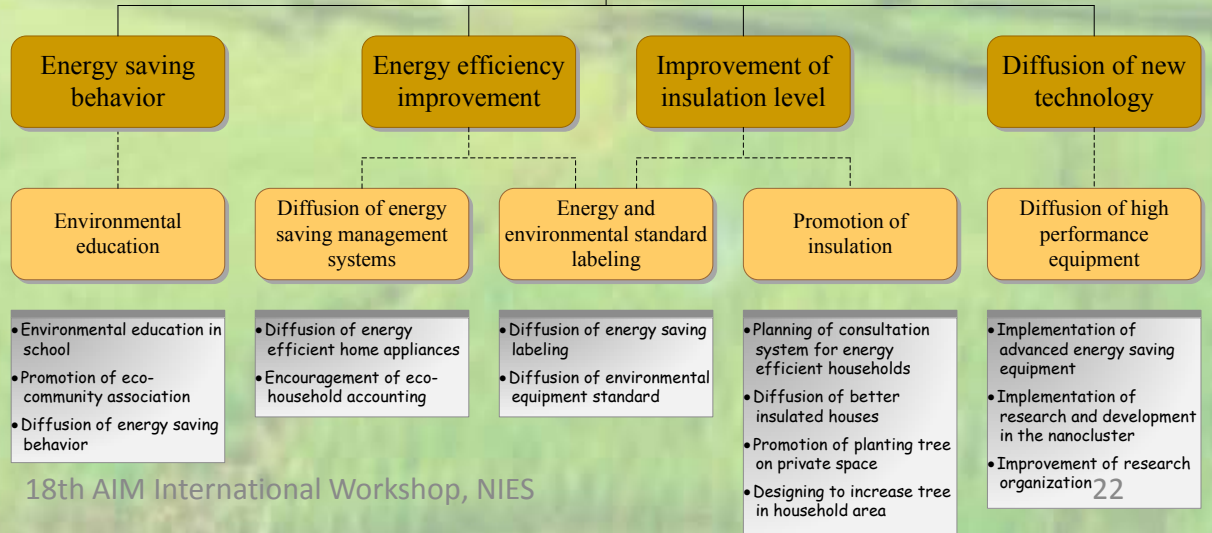 Energy saving
behavior
Energy efficiency
improvement
Improvement of
insulation level
Diffusion of new
technology
Environmental
education
Diffusion of energy
saving management
systems
Energy and
environmental standard
labeling
Promotion of
insulation
Diffusion of high
performance
equipment
• Environmental education in
school
• Promotion of eco-
community association
• Diffusion of energy saving
behavior
• Diffusion of energy
efficient home appliances
• Encouragement of eco-
household accounting
• Diffusion of energy saving
labeling
• Diffusion of environmental
equipment standard
• Planning of consultation
system for energy
efficient households
• Diffusion of better
insulated houses
• Promotion of planting tree
on private space
• Designing to increase tree
in household area
• Implementation of
advanced energy saving
equipment
• Implementation of
research and development
in the nanocluster
• Improvement of research
organization
18th AIM International Workshop, NIES
22